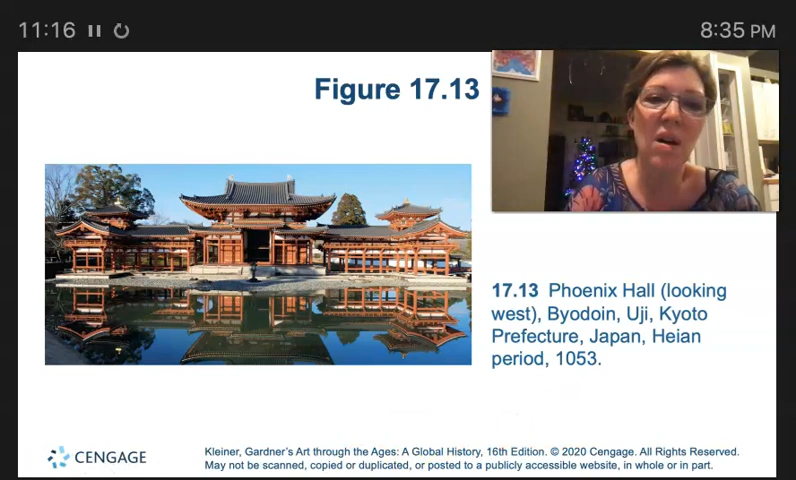 11:16
8:35 PM
Figure 17.13
17.13 Phoenix Hall (looking
west), Byodoin, Uji, Kyoto
Prefecture, Japan, Heian
period, 1053.
CENGAGE
Kleiner, Gardner's Art through the Ages: A Global History, 16th Edition. © 2020 Cengage. All Rights Reserved.
May not be scanned, copied or duplicated, or posted to a publicly accessible website, in whole or in part.